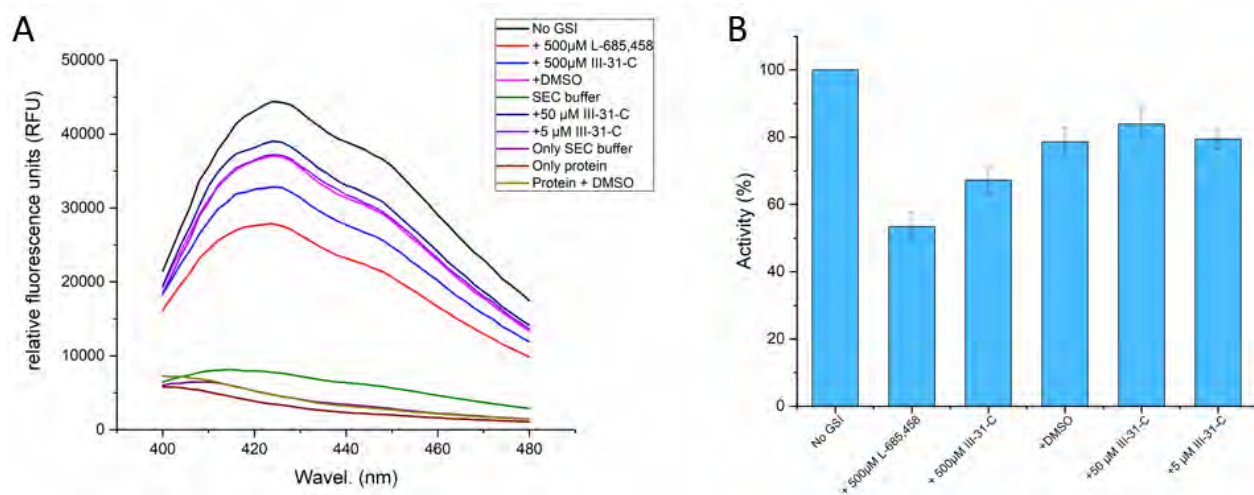 A
No GSI
+ 500µM L-685,458
+ 500µM III-31-C
+DMSO
SEC buffer
+50 µM III-31-C
+5 µM III-31-C
Only SEC buffer
Only protein
Protein + DMSO
relative fluorescence units (RFU)
50000
40000
30000
20000
10000
0
400
420
440
460
480
Wavel. (nm)
B
Activity (%)
100
80
60
40
20
0
No GSI
+ 500µM L-685,458
+ 500µM III-31-C
+DMSO
+50 µM III-31-C
+5 µM III-31-C